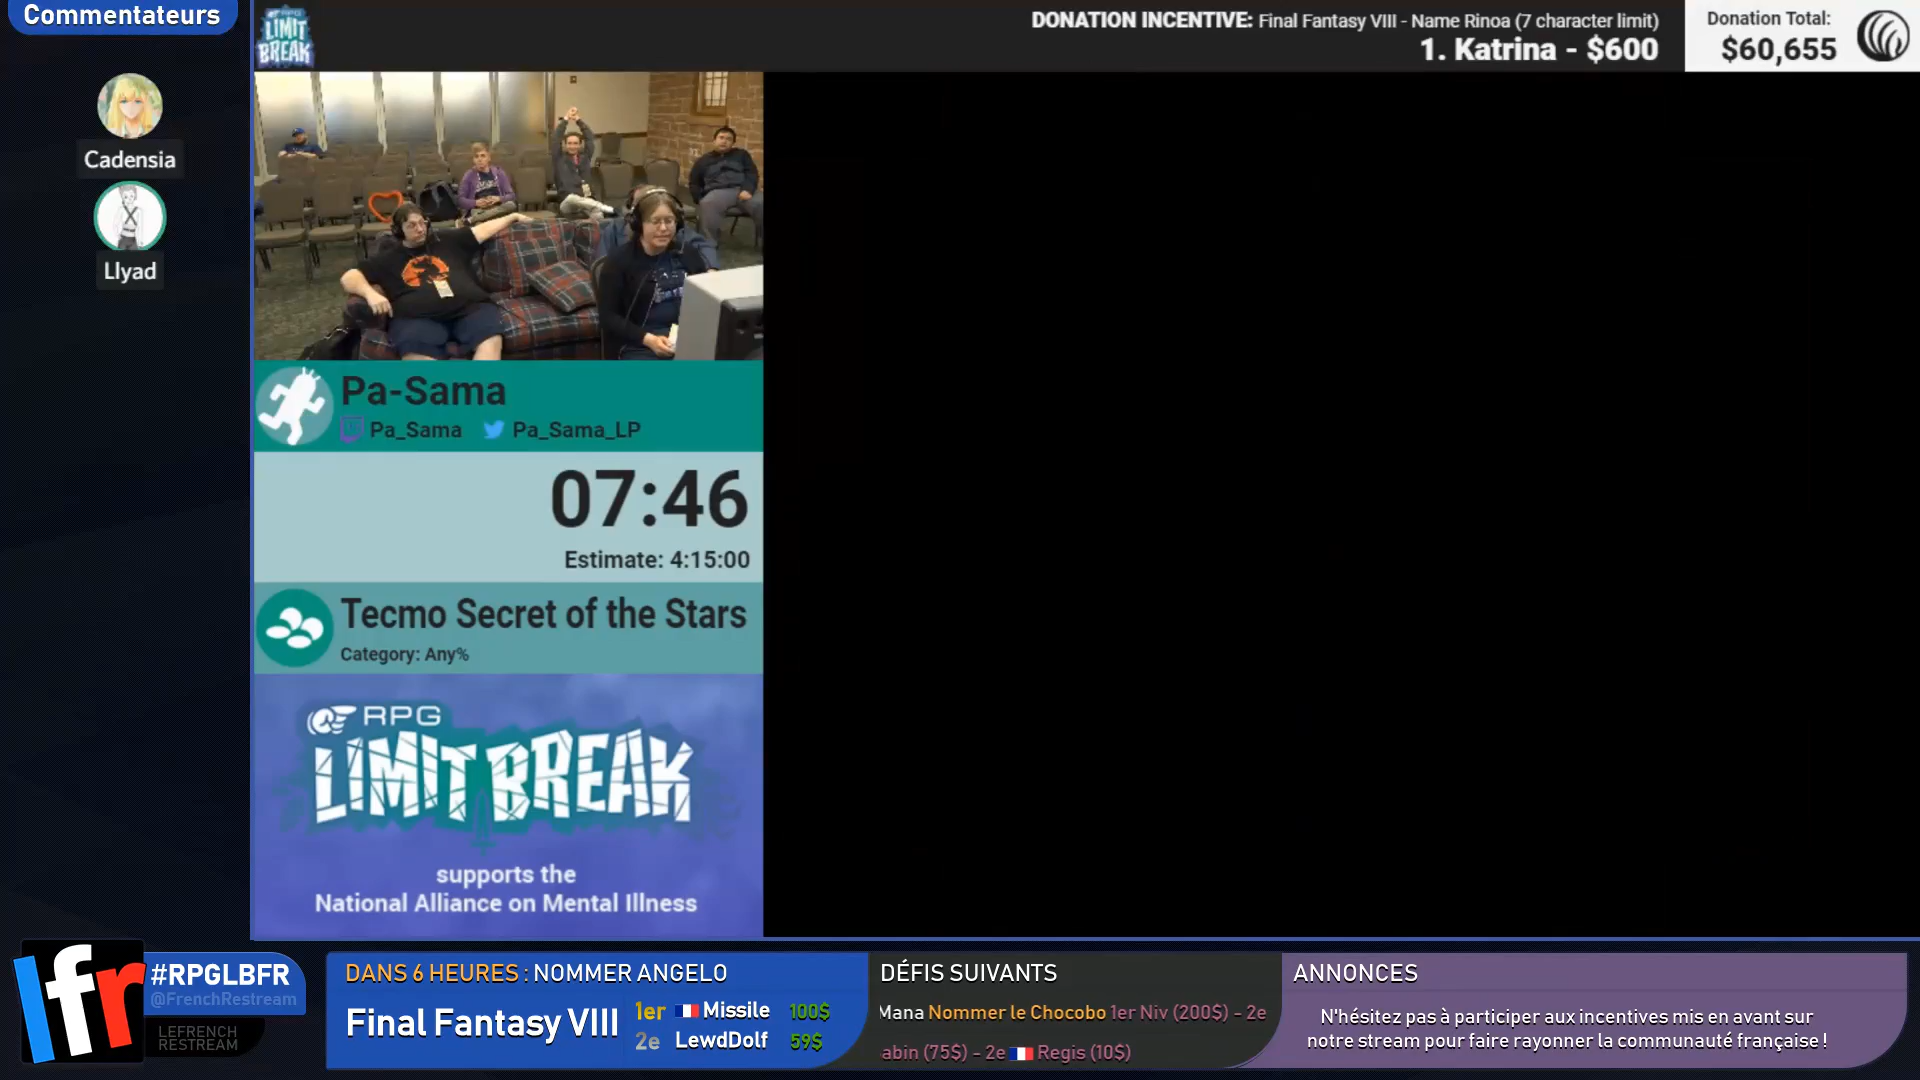 Commentateurs
Cadensia
Llyad
LIMIT
BREAK
DONATION INCENTIVE: Final Fantasy VIII - Name Rinoa (7 character limit)
1. Katrina - $600
Donation Total:
$60,655
Pa-Sama
Pa_Sama Pa_Sama_LP
07:46
Estimate: 4:15:00
Tecmo Secret of the Stars
Category: Any%
RPG
LIMIT BREAK
supports the
National Alliance on Mental Illness
lfr
#RPGLBFR
@FrenchRestream
LEFRENCH
RESTREAM
DANS 6 HEURES : NOMMER ANGELO
Final Fantasy VIII
1er Missile 100$
2e LewdDolf 59$
DÉFIS SUIVANTS
Mana Nommer le Chocobo 1er Niv (200$) - 2e
abin (75$) - 2e Regis (10$)
ANNONCES
N'hésitez pas à participer aux incentives mis en avant sur
notre stream pour faire rayonner la communauté française !